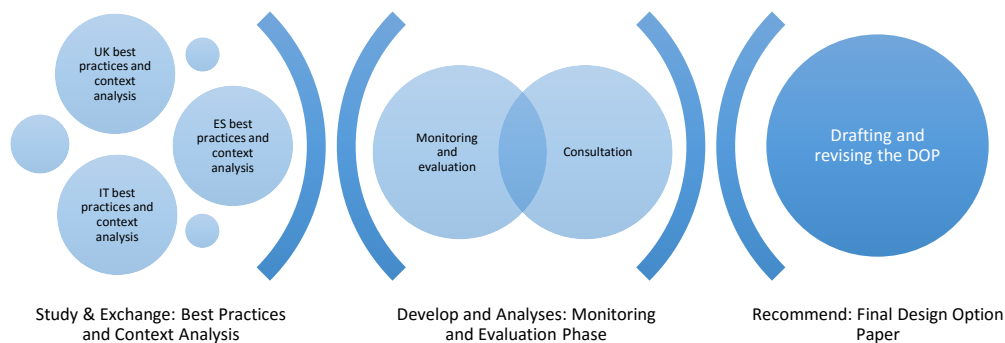 UK best
practices and
context
analysis
ES best
practices and
context
analysis
IT best
practices and
context
analysis
Monitoring
and
evaluation
Consultation
Drafting and
revising the DOP
Study & Exchange: Best Practices
and Context Analysis
Develop and Analyses: Monitoring
and Evaluation Phase
Recommend: Final Design Option
Paper